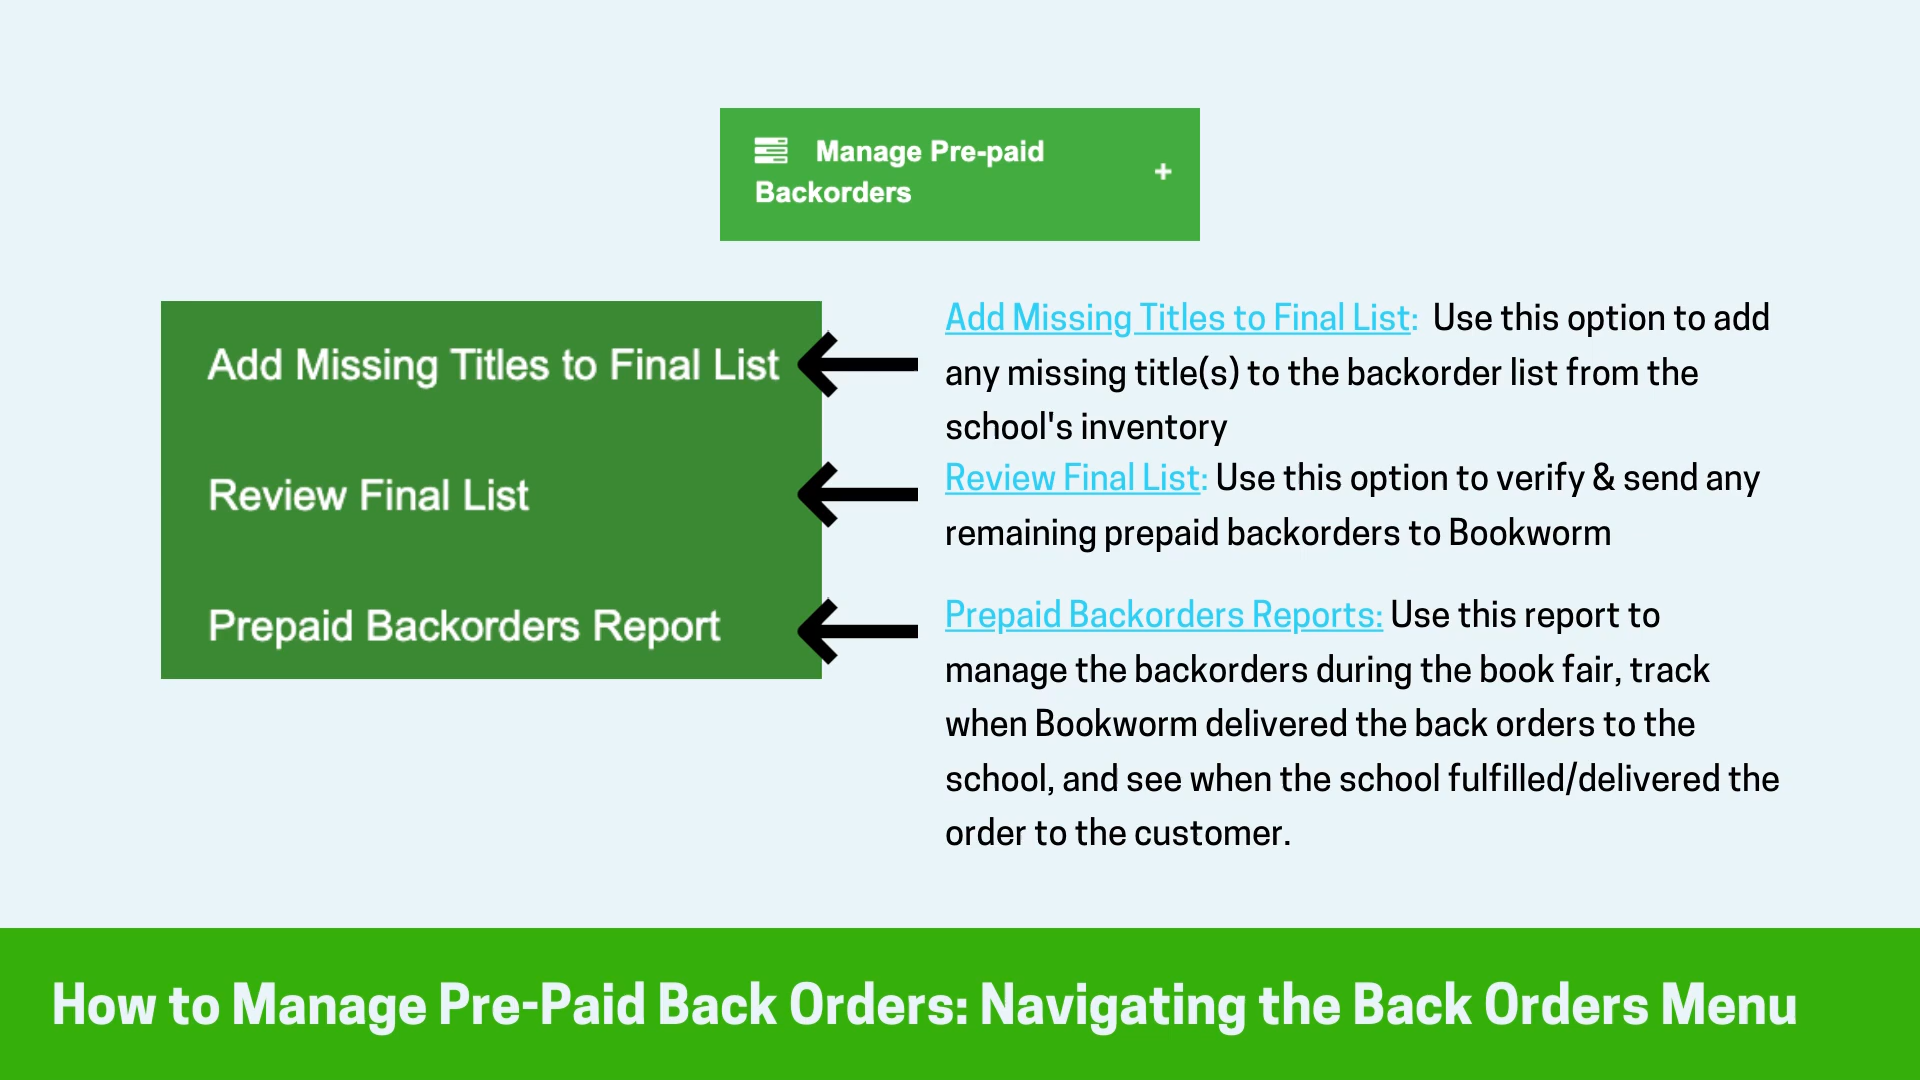 Manage Pre-paid
Backorders
+
Add Missing Titles to Final List
Review Final List
Prepaid Backorders Report
Add Missing Titles to Final List: Use this option to add
any missing title(s) to the backorder list from the
school's inventory
Review Final List: Use this option to verify & send any
remaining prepaid backorders to Bookworm
Prepaid Backorders Reports: Use this report to
manage the backorders during the book fair, track
when Bookworm delivered the back orders to the
school, and see when the school fulfilled/delivered the
order to the customer.
How to Manage Pre-Paid Back Orders: Navigating the Back Orders Menu